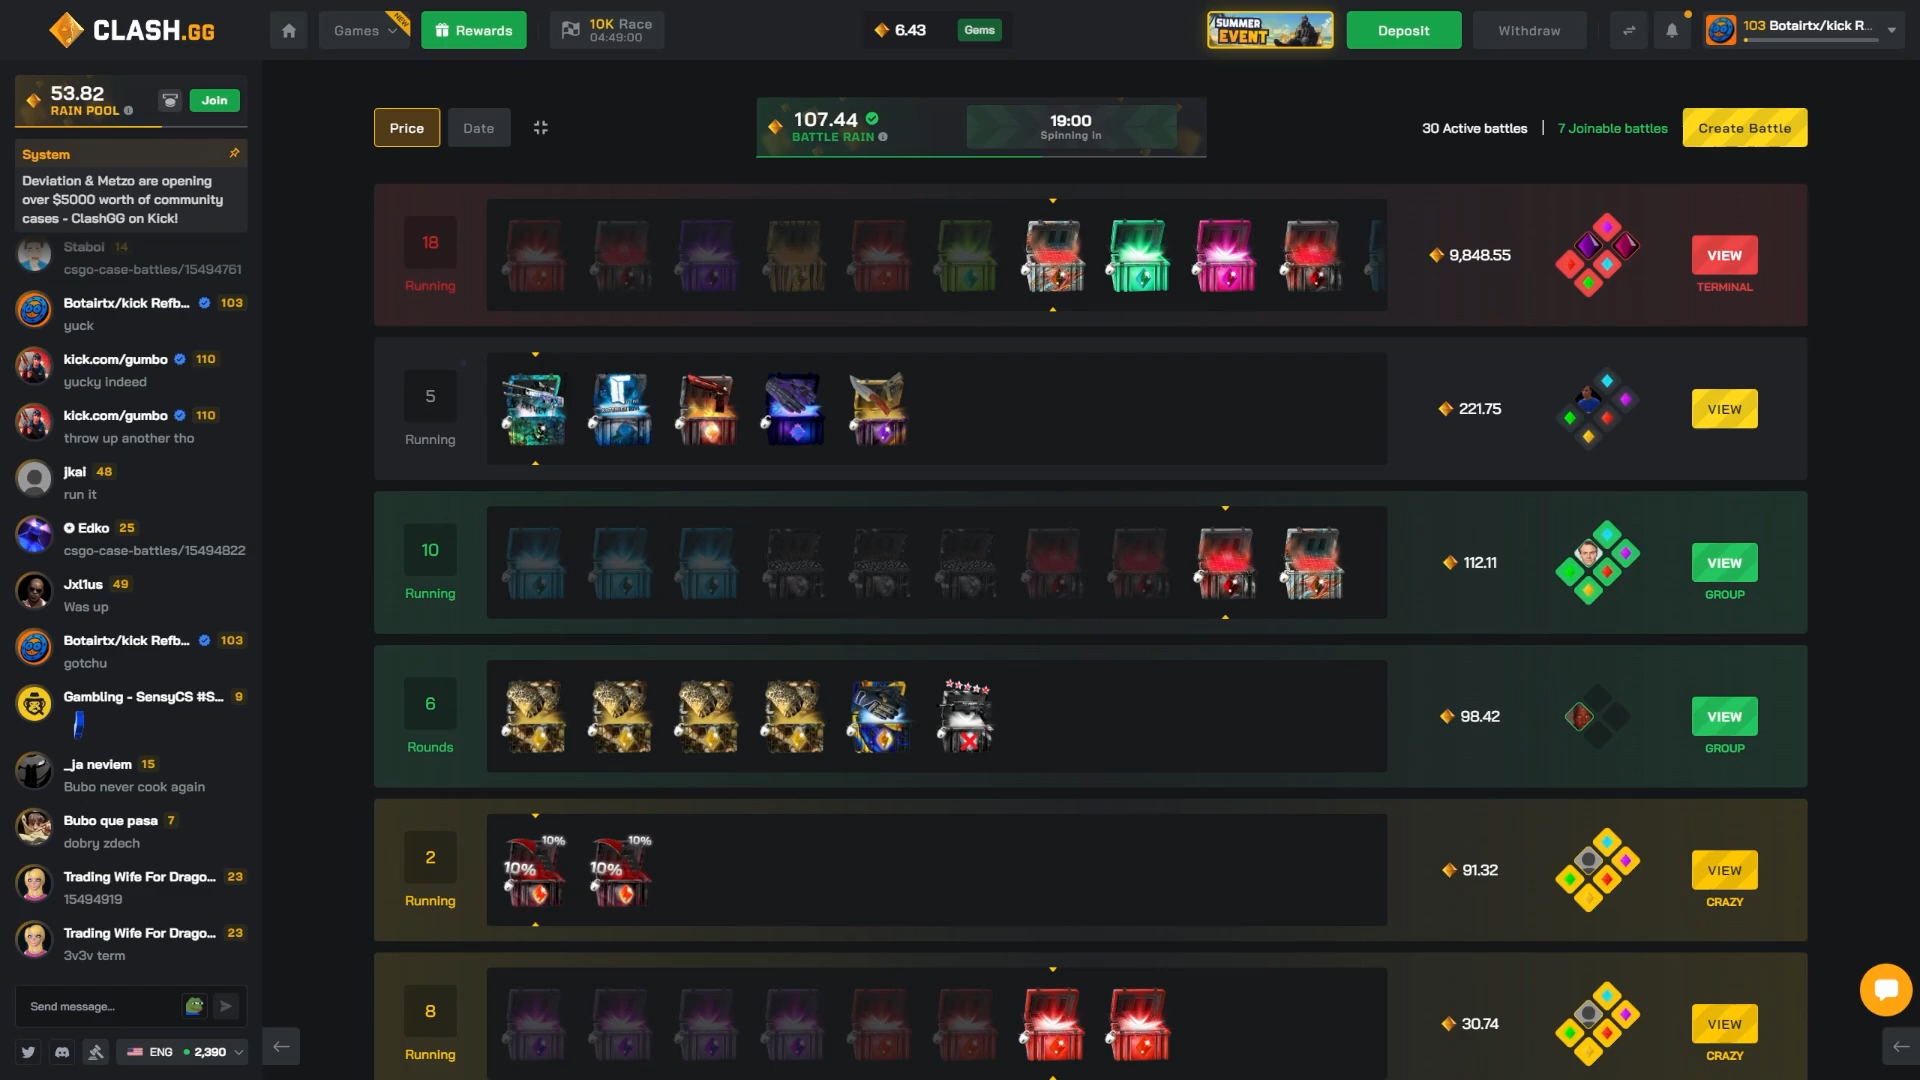 CLASH.GG
Games
NEW
Rewards
10K Race
04:49:00
6.43
Gems
SUMMER
EVENT
Deposit
Withdraw
103 Botairtx/kick R...
53.82
RAIN POOL
Join
System
Deviation & Metzo are opening
over $5000 worth of community
cases - ClashGG on Kick!
Staboi 14
csgo-case-battles/15494761
Botairtx/kick Refb... 103
yuck
kick.com/gumbo 110
yucky indeed
kick.com/gumbo 110
throw up another tho
jkai 48
run it
Edko 25
csgo-case-battles/15494822
Jxl1us 49
Was up
Botairtx/kick Refb... 103
gotchu
Gambling - SensyCS #S... 9
_ja neviem 15
Bubo never cook again
Bubo que pasa 7
dobry zdech
Trading Wife For Drago... 23
15494919
Trading Wife For Drago... 23
3v3v term
Send message...
ENG 2,390
Price
Date
107.44
BATTLE RAIN
19:00
Spinning in
30 Active battles
7 Joinable battles
Create Battle
18
Running
9,848.55
VIEW
TERMINAL
5
Running
221.75
VIEW
10
Running
112.11
VIEW
GROUP
6
Rounds
98.42
VIEW
GROUP
2
Running
10%
10%
10%
10%
91.32
VIEW
CRAZY
8
Running
30.74
VIEW
CRAZY